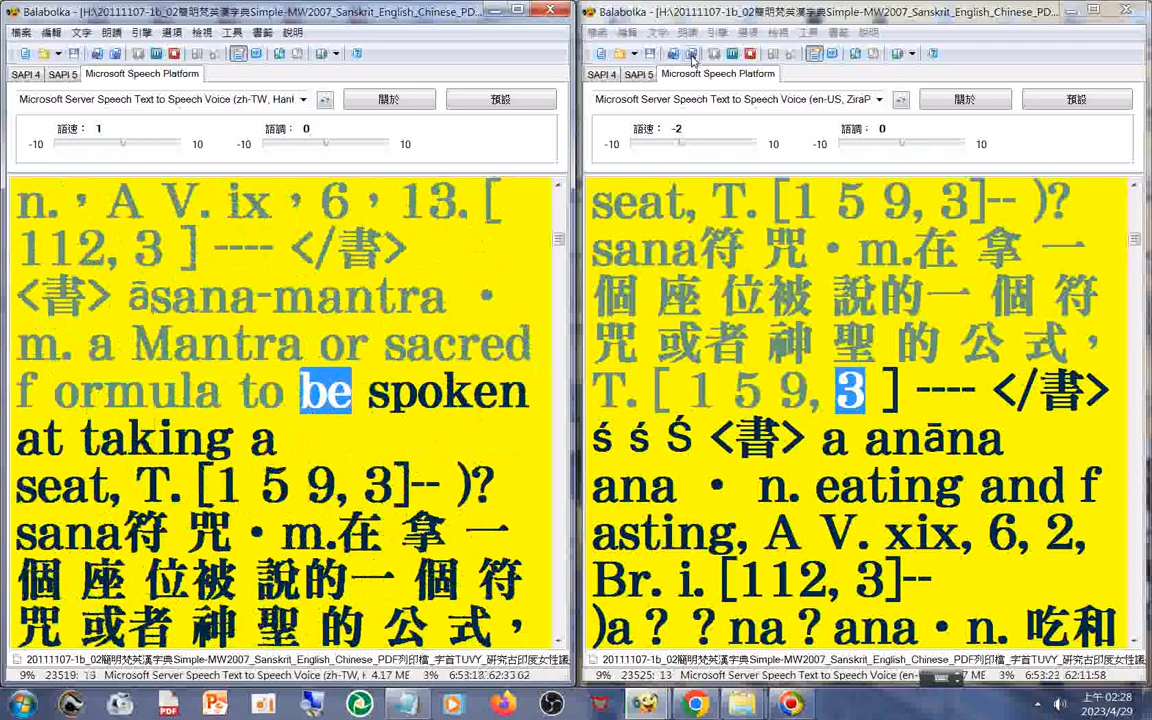 Balabolka - [H:\20111107-1b_02簡明梵英漢字典Simple-MW2007_Sanskrit_English_Chinese_PD...
檔案 編輯 文字 朗讀 引擎 選項 檢視 工具 書籤 說明
SAPI 4 SAPI 5 Microsoft Speech Platform
Microsoft Server Speech Text to Speech Voice (zh-TW, Hanl
關於
預設
語速： 1
語調： 0
-10 10 -10 10
n.，A V. ix，6，13. [
112, 3 ] ---- </書>
<書> āsana-mantra •
m. a Mantra or sacred
f ormula to be spoken
at taking a
seat, T. [1 5 9, 3]-- )?
sana符 咒・m.在 拿 一
個 座 位被 說的一 個 符
咒 或者 神 聖 的 公 式，
20111107-1b_02簡明梵英漢字典Simple-MW2007_Sanskrit_English_Chinese_PDF列印檔_字首TUVY_研究古印度女性議
9% Microsoft Server Speech Text to Speech Voice (zh-TW, H 4.17 MB 3%
Balabolka - [H:\20111107-1b_02簡明梵英漢字典Simple-MW2007_Sanskrit_English_Chinese_PD...
檔案 編輯 文字 朗讀 引擎 選項 檢視 工具 書籤 說明
SAPI 4 SAPI 5 Microsoft Speech Platform
Microsoft Server Speech Text to Speech Voice (en-US, ZiraP
關於
預設
語速： -2
語調： 0
-10 10 -10 10
seat, T. [1 5 9, 3]-- )?
sana符 咒・m.在 拿 一
個 座 位被 說的一 個 符
咒 或者 神 聖 的 公 式，
T. [ 1 5 9, 3 ] ---- </書>
ś ś Ś <書> a anāna
ana • n. eating and f
asting, A V. xix, 6, 2,
Br. i. [112, 3]--
)a？？na？ana・n. 吃和
20111107-1b_02簡明梵英漢字典Simple-MW2007_Sanskrit_English_Chinese_PDF列印檔_字首TUVY_研究古印度女性議
9% Microsoft Server Speech Text to Speech Voice (en- 4.17 MB 3%
上午 02:28
2023/4/29